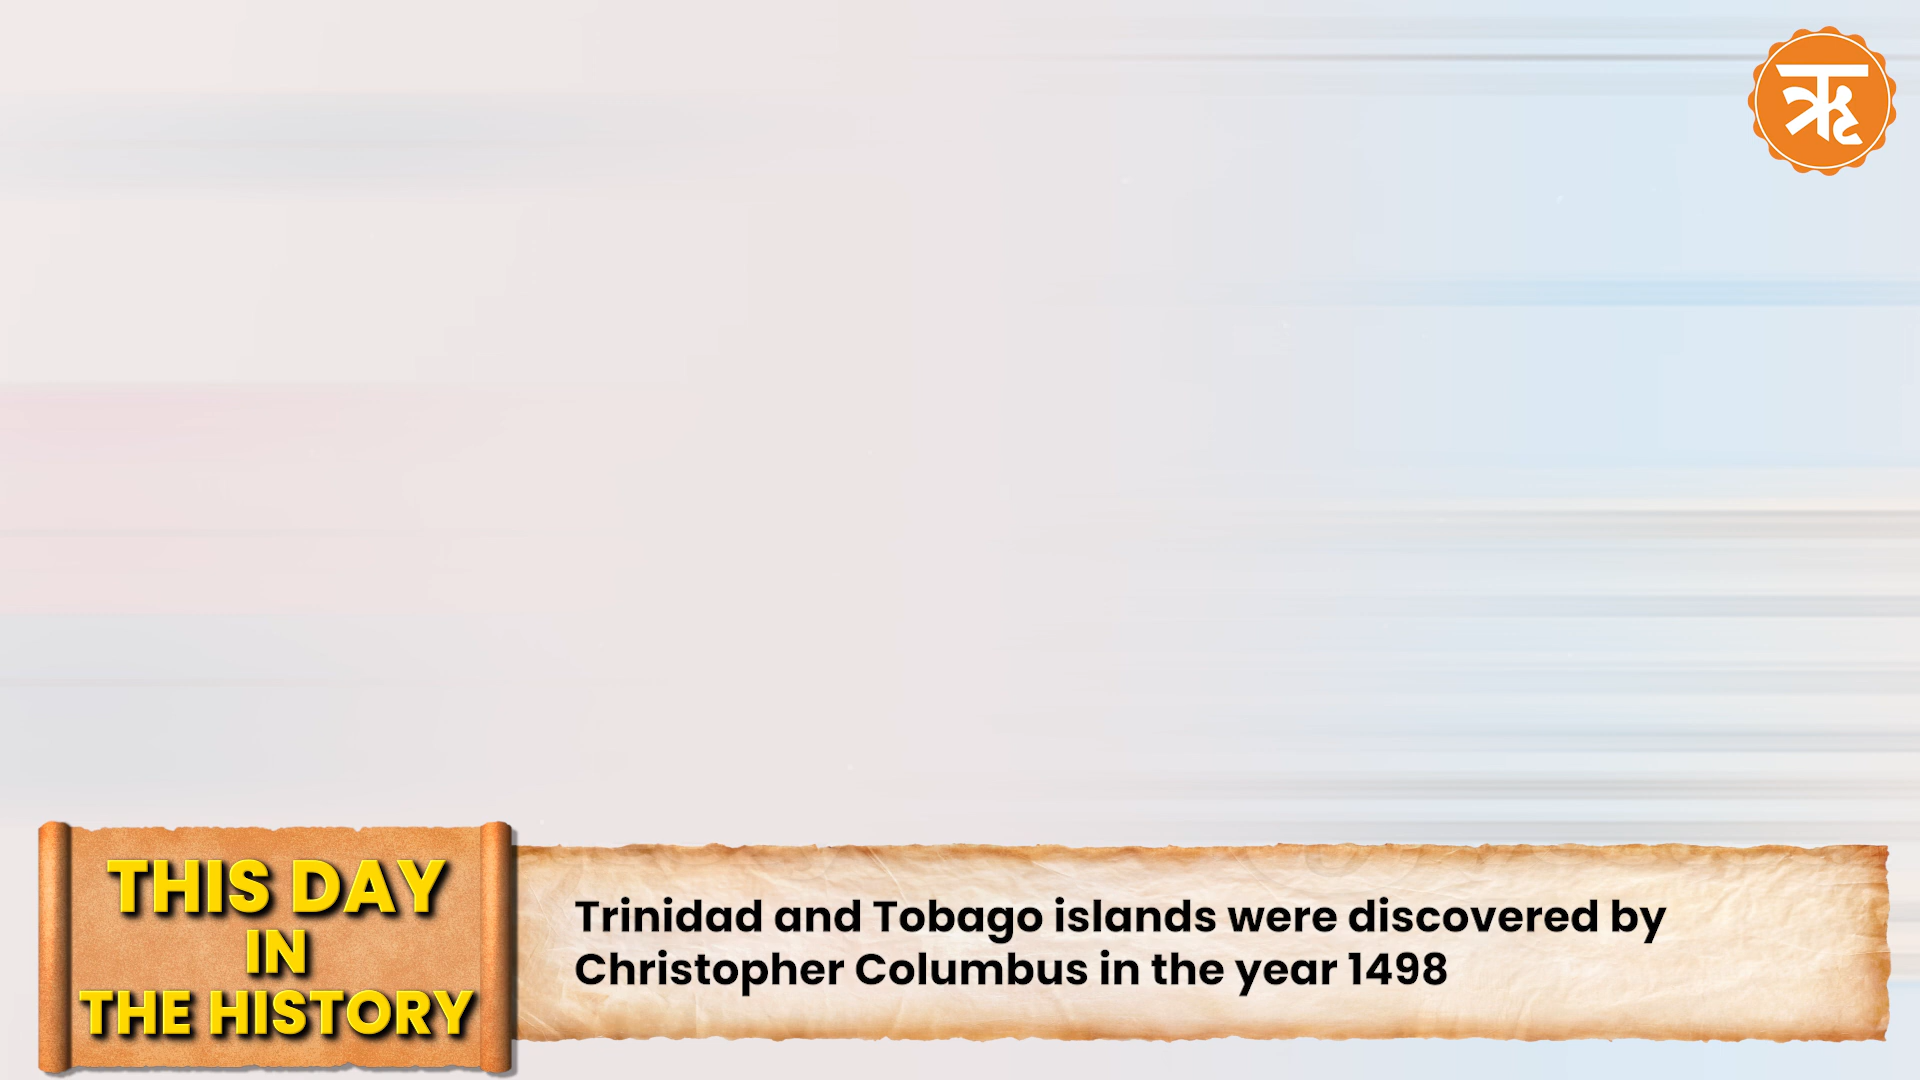 ऋ
THIS DAY
IN
THE HISTORY
Trinidad and Tobago islands were discovered by
Christopher Columbus in the year 1498